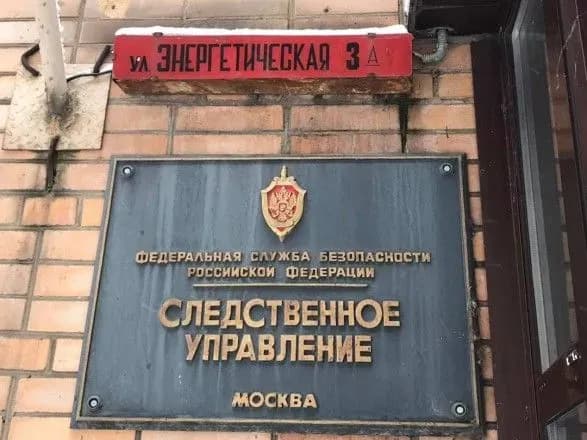 ул. ЭНЕРГЕТИЧЕСКАЯ 3 А
ФЕДЕРАЛЬНАЯ СЛУЖБА БЕЗОПАСНОСТИ
РОССИЙСКОЙ ФЕДЕРАЦИИ
СЛЕДСТВЕННОЕ
УПРАВЛЕНИЕ
МОСКВА